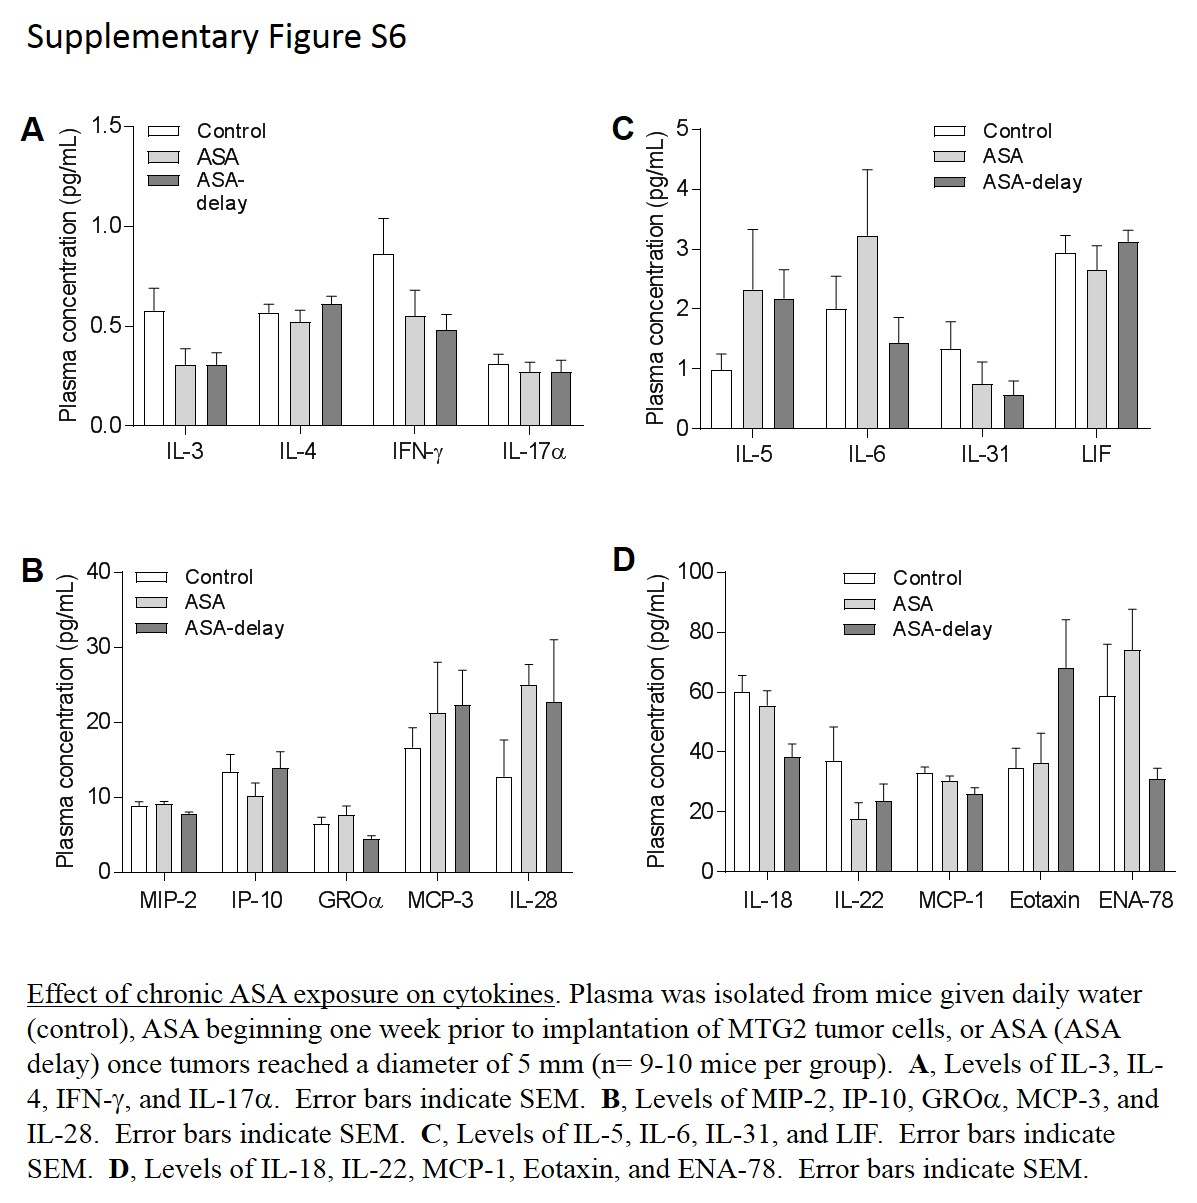 Supplementary Figure S6
A
1.5
1.0
0.5
0.0
Plasma concentration (pg/mL)
Control
ASA
ASA-
delay
IL-3
IL-4
IFN-γ
IL-17α
C
5
4
3
2
1
0
Plasma concentration (pg/mL)
Control
ASA
ASA-delay
IL-5
IL-6
IL-31
LIF
B
40
30
20
10
0
Plasma concentration (pg/mL)
Control
ASA
ASA-delay
MIP-2
IP-10
GROα
MCP-3
IL-28
D
100
80
60
40
20
0
Plasma concentration (pg/mL)
Control
ASA
ASA-delay
IL-18
IL-22
MCP-1
Eotaxin
ENA-78
Effect of chronic ASA exposure on cytokines. Plasma was isolated from mice given daily water
(control), ASA beginning one week prior to implantation of MTG2 tumor cells, or ASA (ASA
delay) once tumors reached a diameter of 5 mm (n= 9-10 mice per group). A, Levels of IL-3, IL-
4, IFN-γ, and IL-17α. Error bars indicate SEM. B, Levels of MIP-2, IP-10, GROα, MCP-3, and
IL-28. Error bars indicate SEM. C, Levels of IL-5, IL-6, IL-31, and LIF. Error bars indicate
SEM. D, Levels of IL-18, IL-22, MCP-1, Eotaxin, and ENA-78. Error bars indicate SEM.